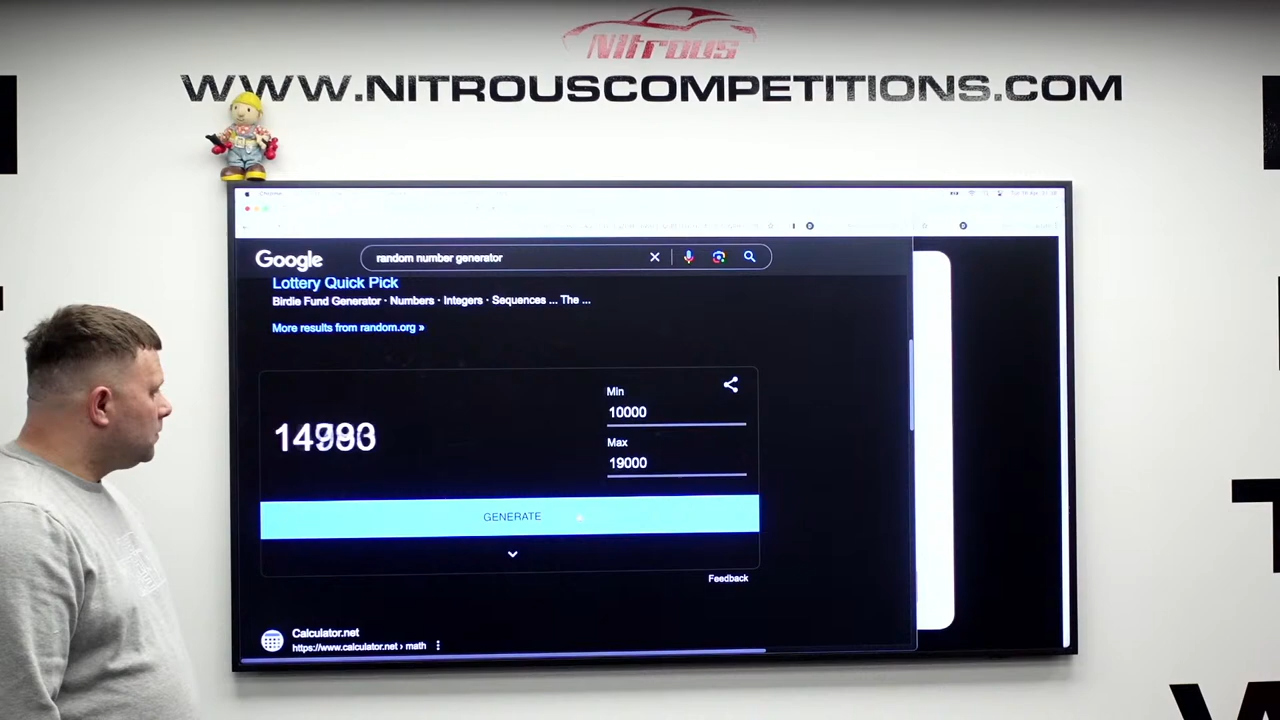 Nitrous
WWW.NITROUSCOMPETITIONS.COM
Google
random number generator
Lottery Quick Pick
Birdie Fund Generator · Numbers · Integers · Sequences ... The ...
More results from random.org »
Min
10000
Max
19000
GENERATE
Feedback
Calculator.net
https://www.calculator.net › math